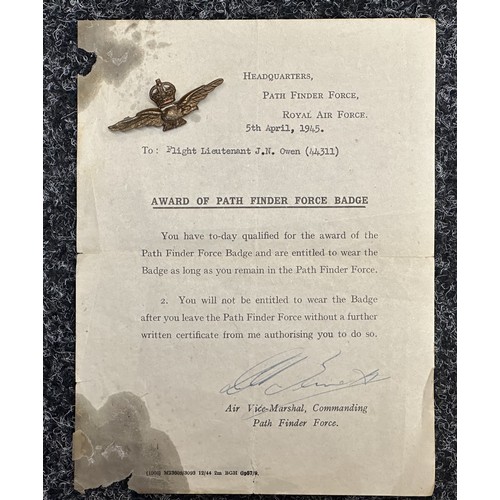 HEADQUARTERS,
PATH FINDER FORCE,
ROYAL AIR FORCE.
5th April, 1945.
To: Flight Lieutenant J.N. Owen (44311)
AWARD OF PATH FINDER FORCE BADGE
You have to-day qualified for the award of the
Path Finder Force Badge and are entitled to wear the
Badge as long as you remain in the Path Finder Force.
2. You will not be entitled to wear the Badge
after you leave the Path Finder Force without a further
written certificate from me authorising you to do so.
Air Vice-Marshal, Commanding
Path Finder Force.
12/44 2m BGH